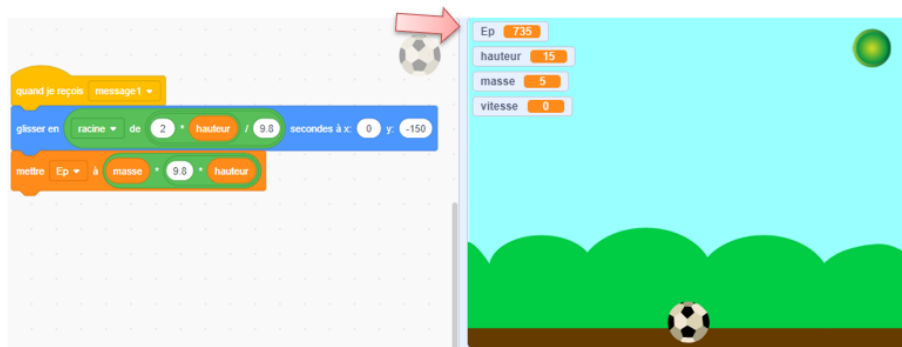 quand je reçois message1
glisser en racine de 2 * hauteur / 9.8 secondes à x: 0 y: -150
mettre Ep à masse * 9.8 * hauteur
Ep 735
hauteur 15
masse 5
vitesse 0